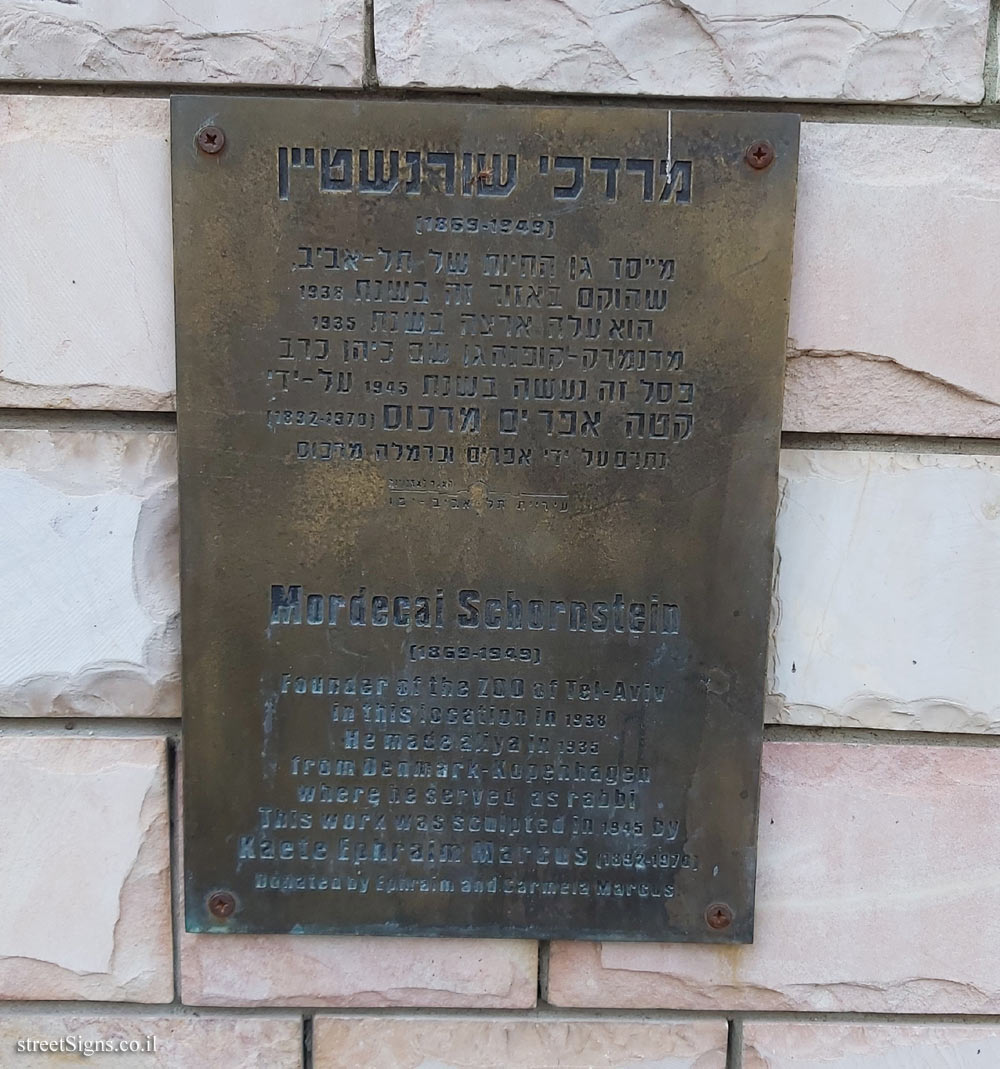 מרדכי שורנשטיין
(1869-1949)
מייסד גן החיות של תל-אביב,
שהוקם באזור זה בשנת 1938
הוא עלה ארצה בשנת 1935
מדנמרק-קופנהגן שם כיהן כרב
פסל זה נעשה בשנת 1945 על-ידי
קטה אפרים מרכוס (1892-1970)
נתרם על ידי אפרים וכרמלה מרכוס
עיריית תל-אביב-יפו
Mordecai Schornstein
(1869-1949)
Founder of the ZOO of Tel-Aviv
in this location in 1938
He made aliya in 1935
from Denmark-Kopenhagen
where he served as rabbi
This work was sculpted in 1945 by
Kaete Ephraim Marcus (1892-1970)
Donated by Ephraim and Carmela Marcus
streetSigns.co.il